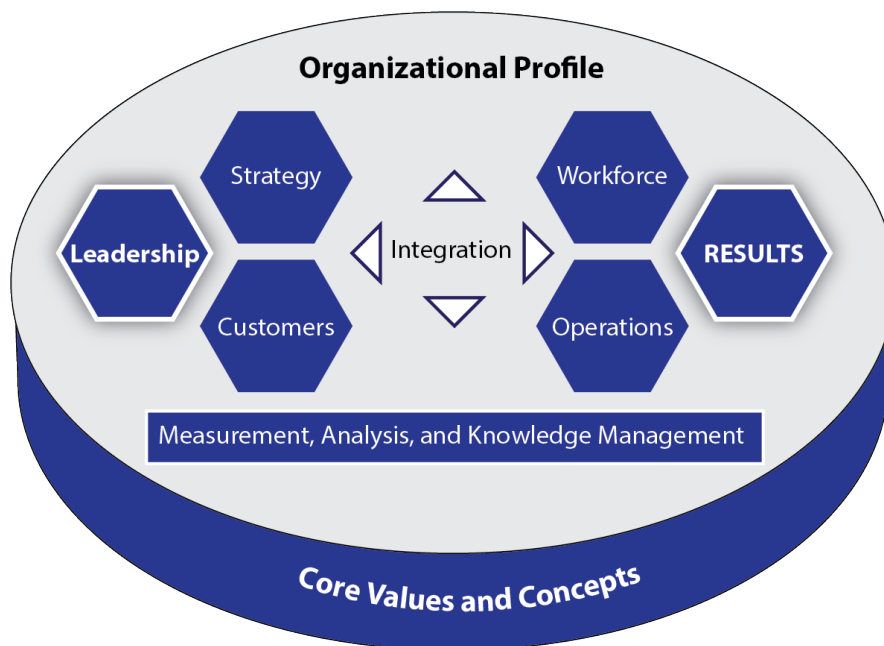 Organizational Profile
Strategy
Workforce
Leadership
Integration
RESULTS
Customers
Operations
Measurement, Analysis, and Knowledge Management
Core Values and Concepts